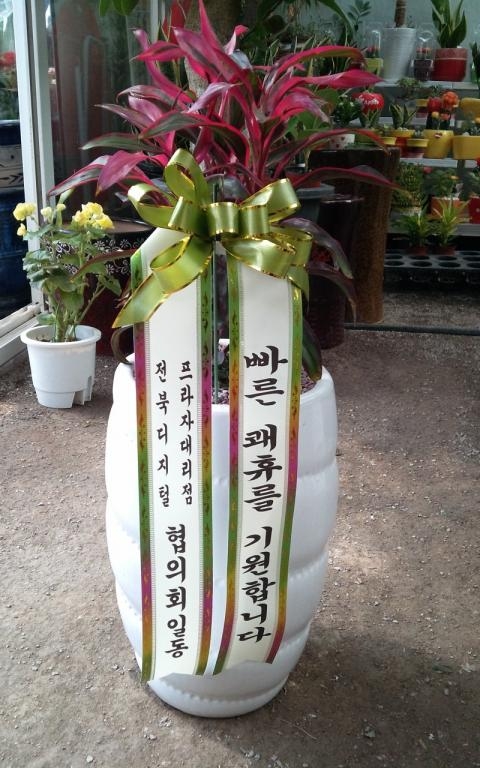 빠른 쾌휴를 기원합니다
프라자대리점
전북디지털
협의회일동